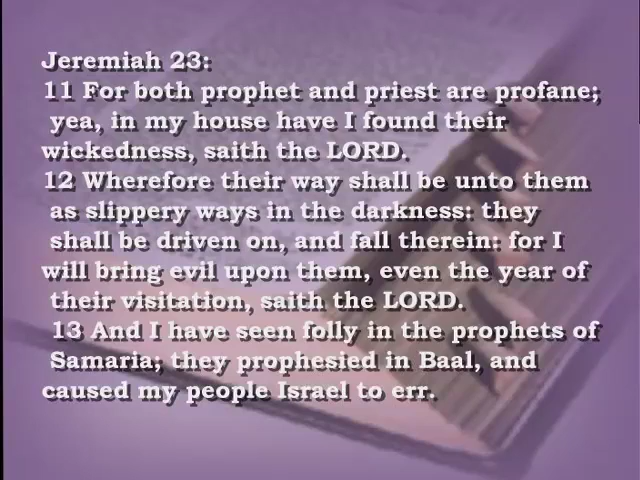 Jeremiah 23:
11 For both prophet and priest are profane;
yea, in my house have I found their
wickedness, saith the LORD.
12 Wherefore their way shall be unto them
as slippery ways in the darkness: they
shall be driven on, and fall therein: for I
will bring evil upon them, even the year of
their visitation, saith the LORD.
13 And I have seen folly in the prophets of
Samaria; they prophesied in Baal, and
caused my people Israel to err.